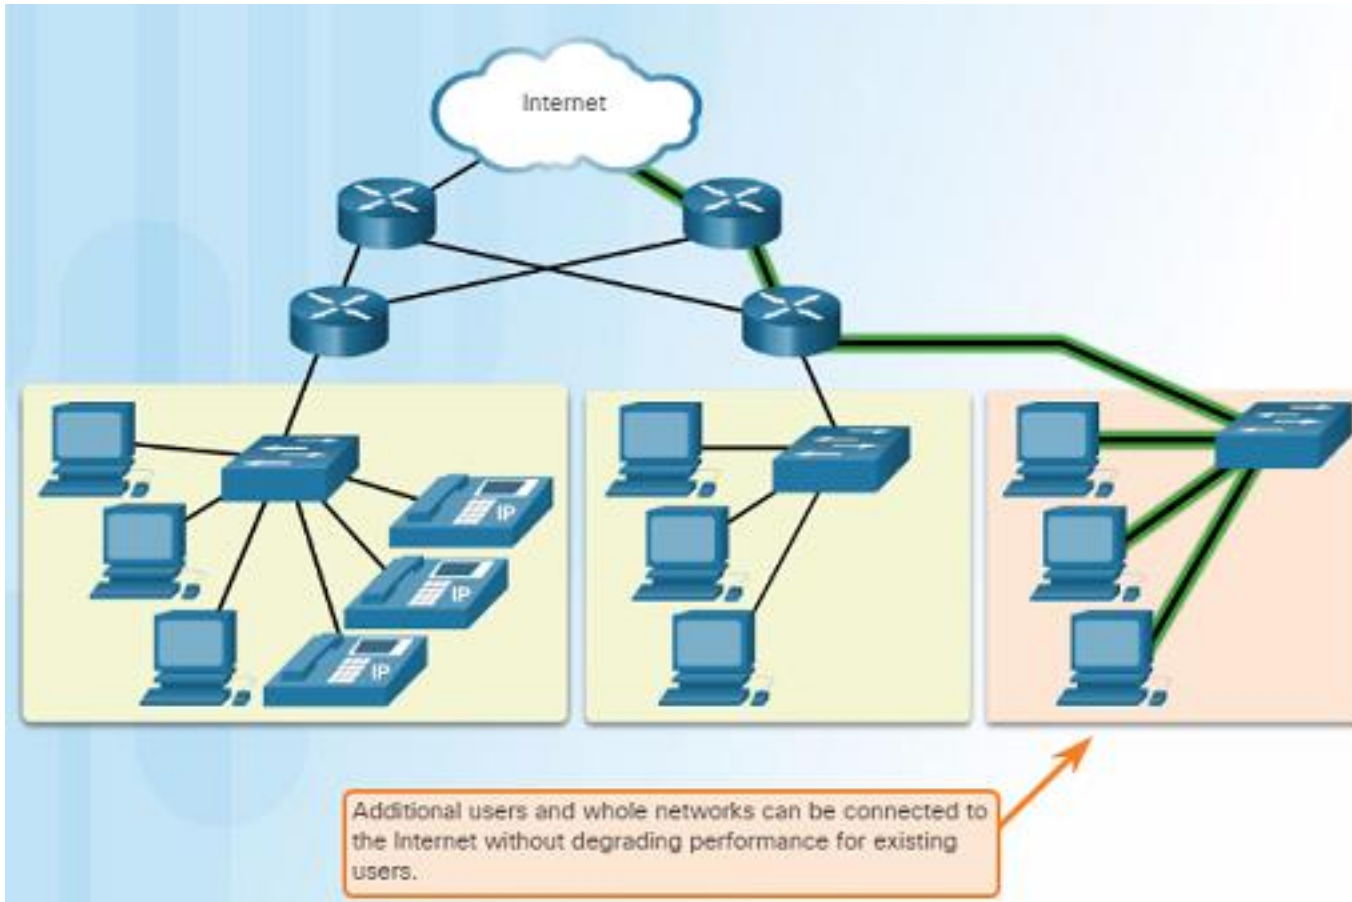 Internet
IP
IP
IP
Additional users and whole networks can be connected to
the Internet without degrading performance for existing
users.